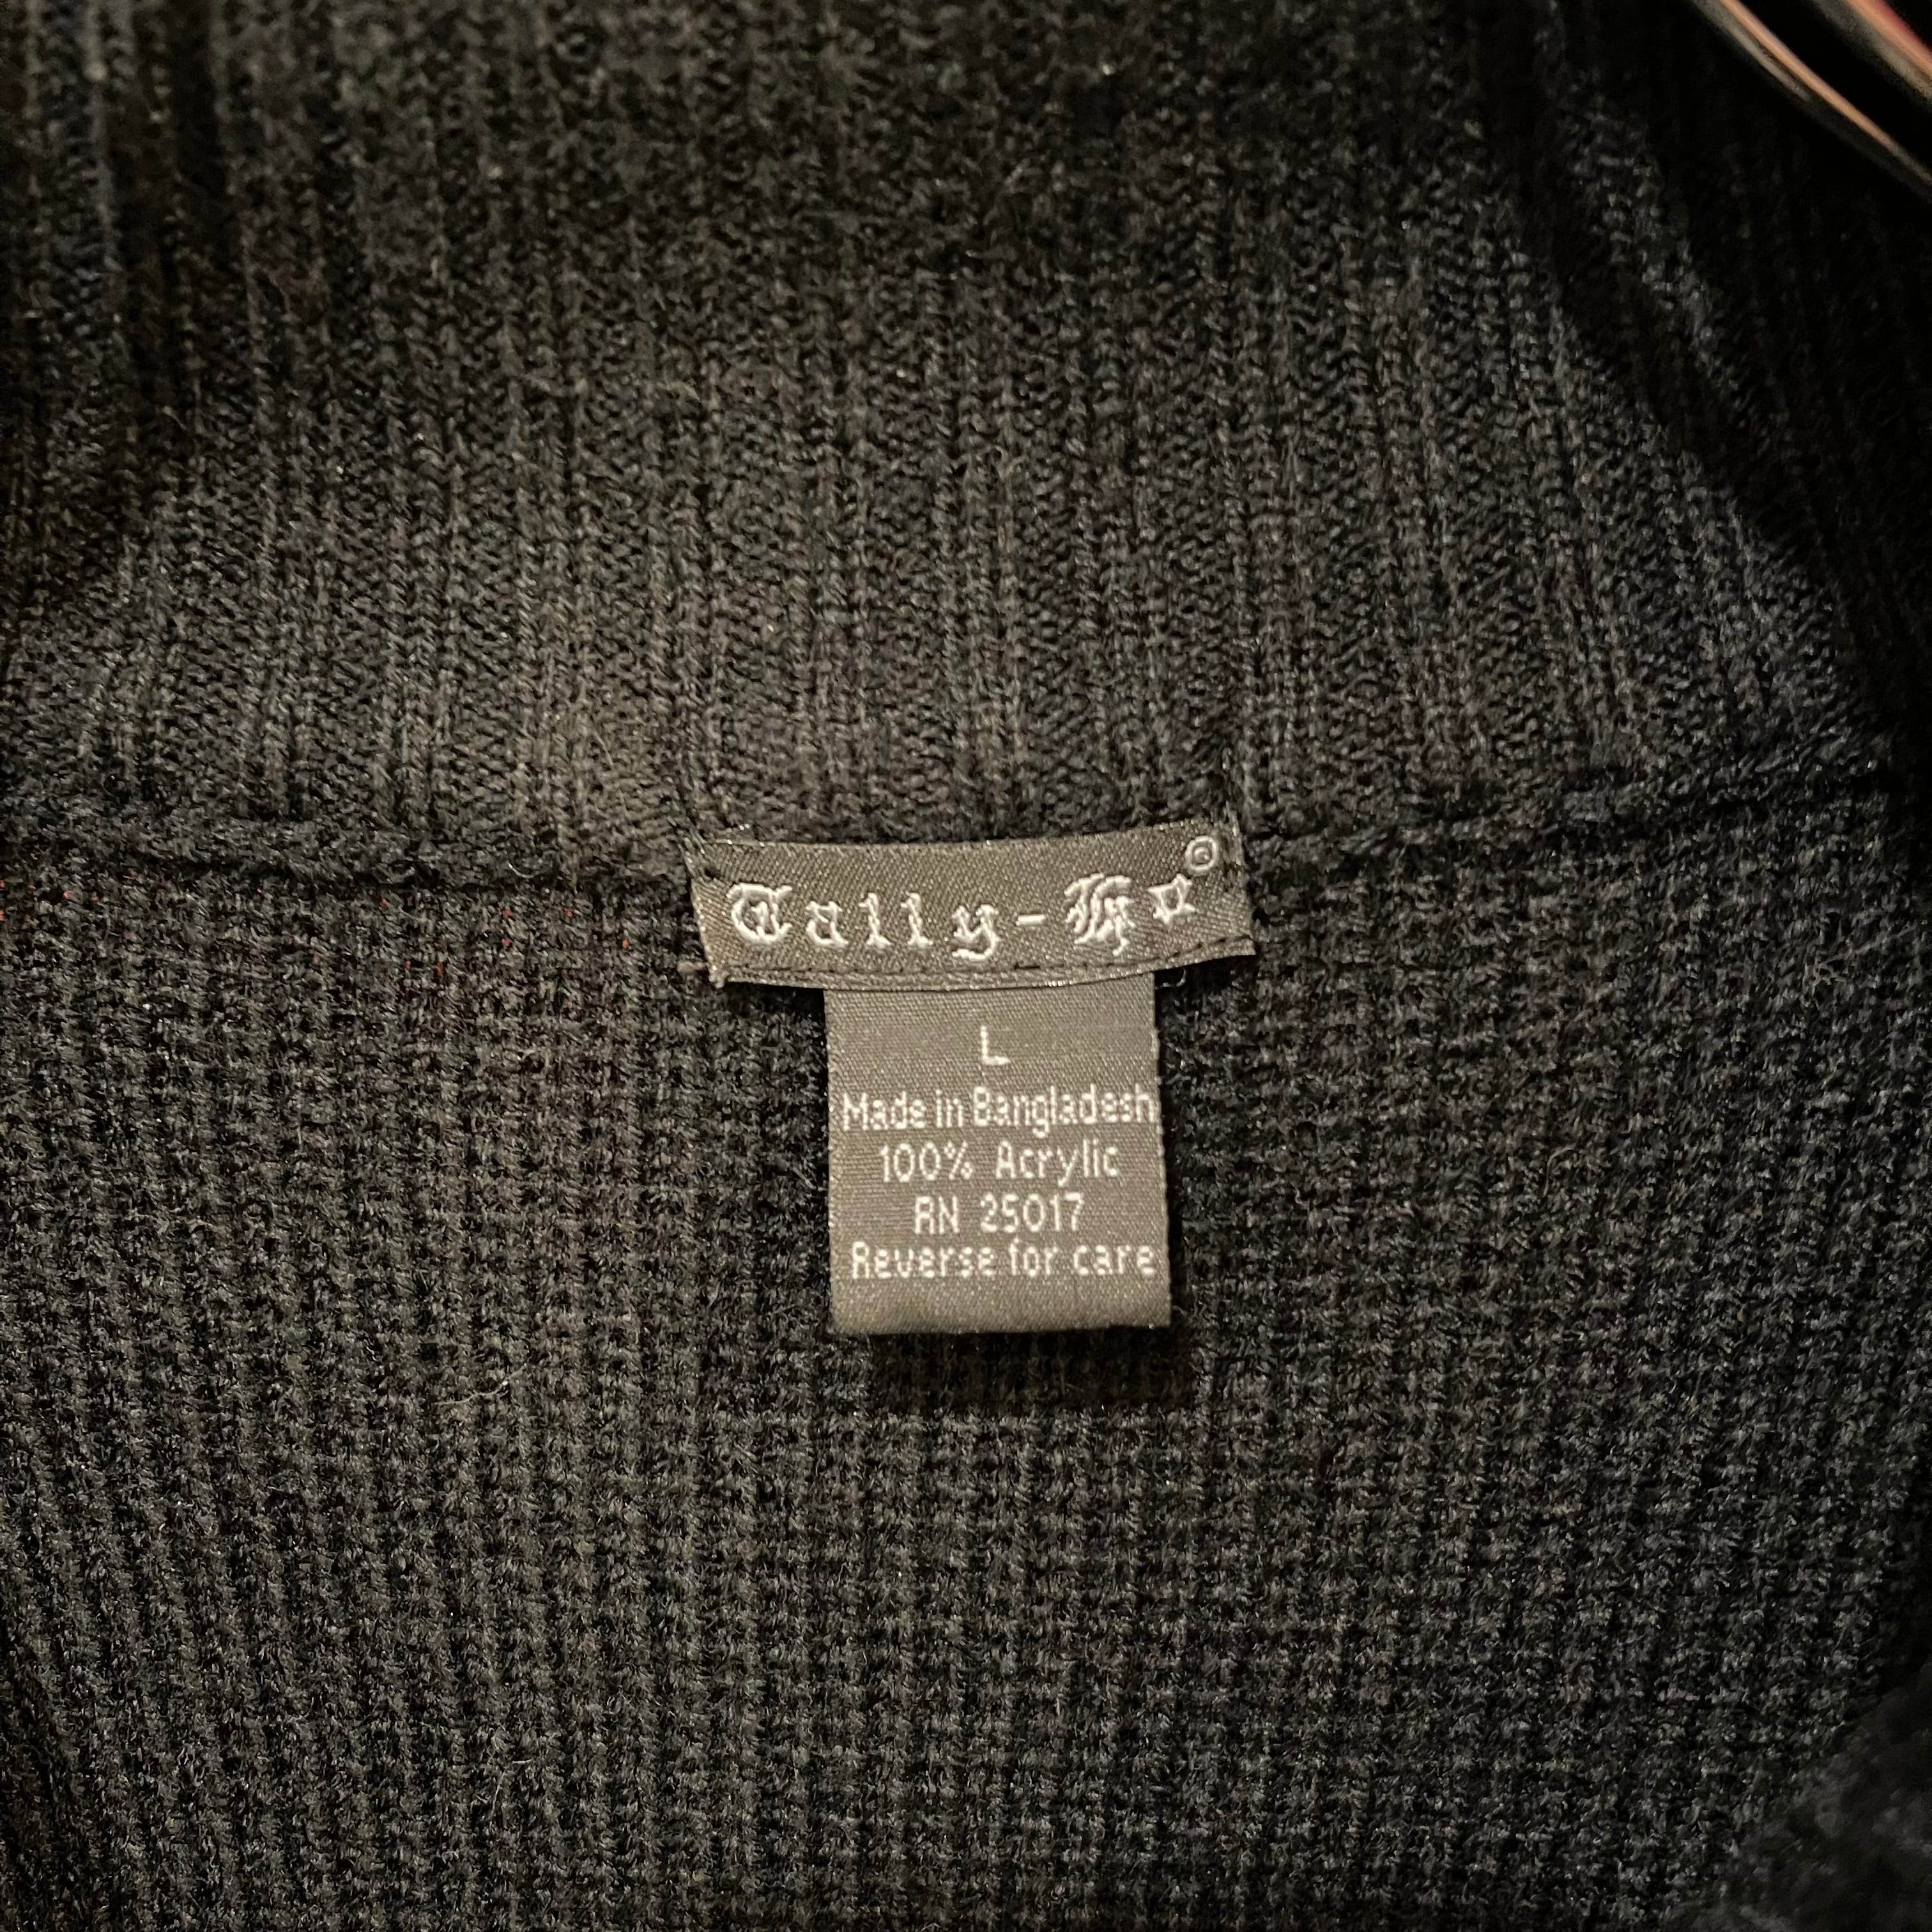 Tally-Ho®
L
Made in Bangladesh
100% Acrylic
RN 25017
Reverse for care